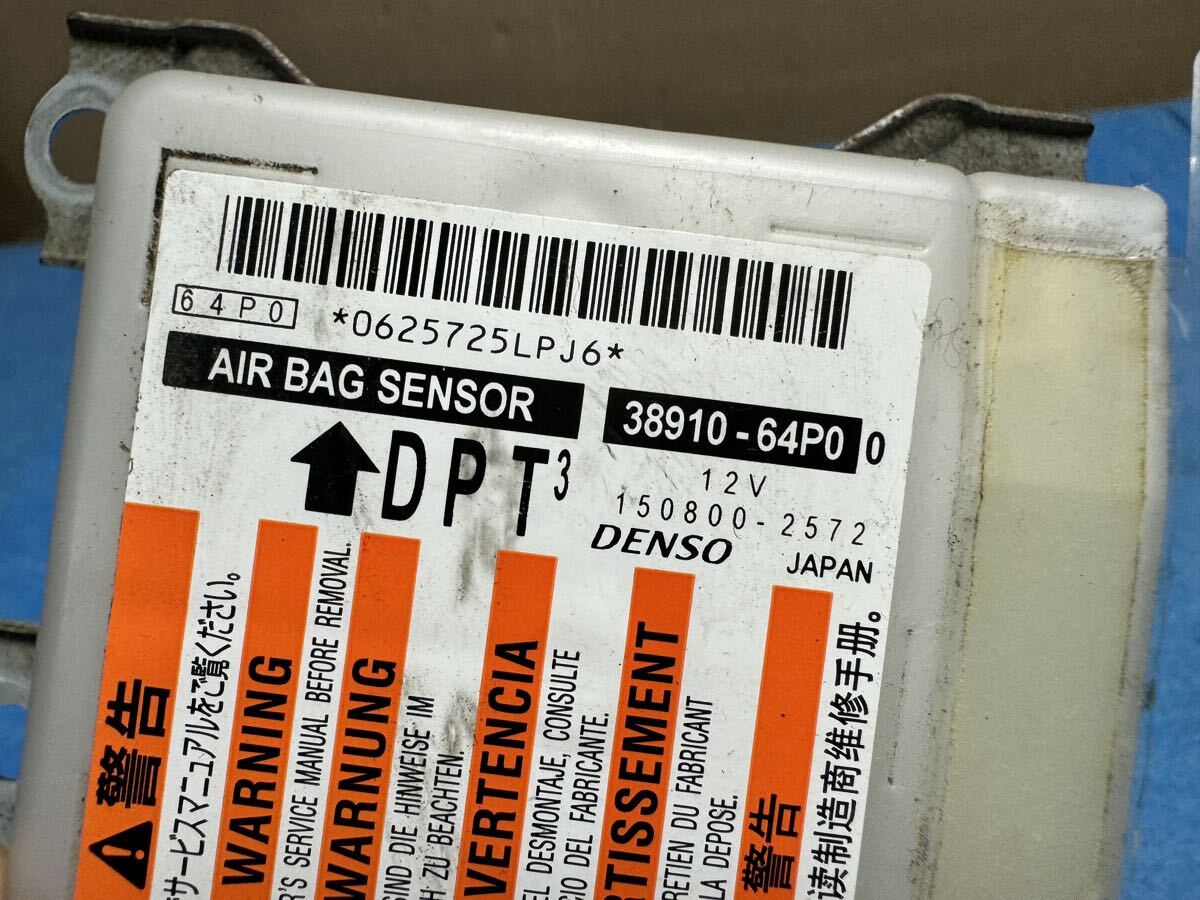 64P0
*0625725LPJ6*
AIR BAG SENSOR
38910-64P0 0
DPT3
12V
150800-2572
DENSO
JAPAN
警告
サービスマニュアルをご覧ください。
WARNING
SERVICE MANUAL BEFORE REMOVAL.
WARNUNG
SIND DIE HINWEISE IM
ZU BEACHTEN.
VERTENCIA
DESMONTAJE, CONSULTE
DEL FABRICANTE.
RTISSEMENT
RETIEN DU FABRICANT
LA DEPOSE.
警告
读制造商维修手册。